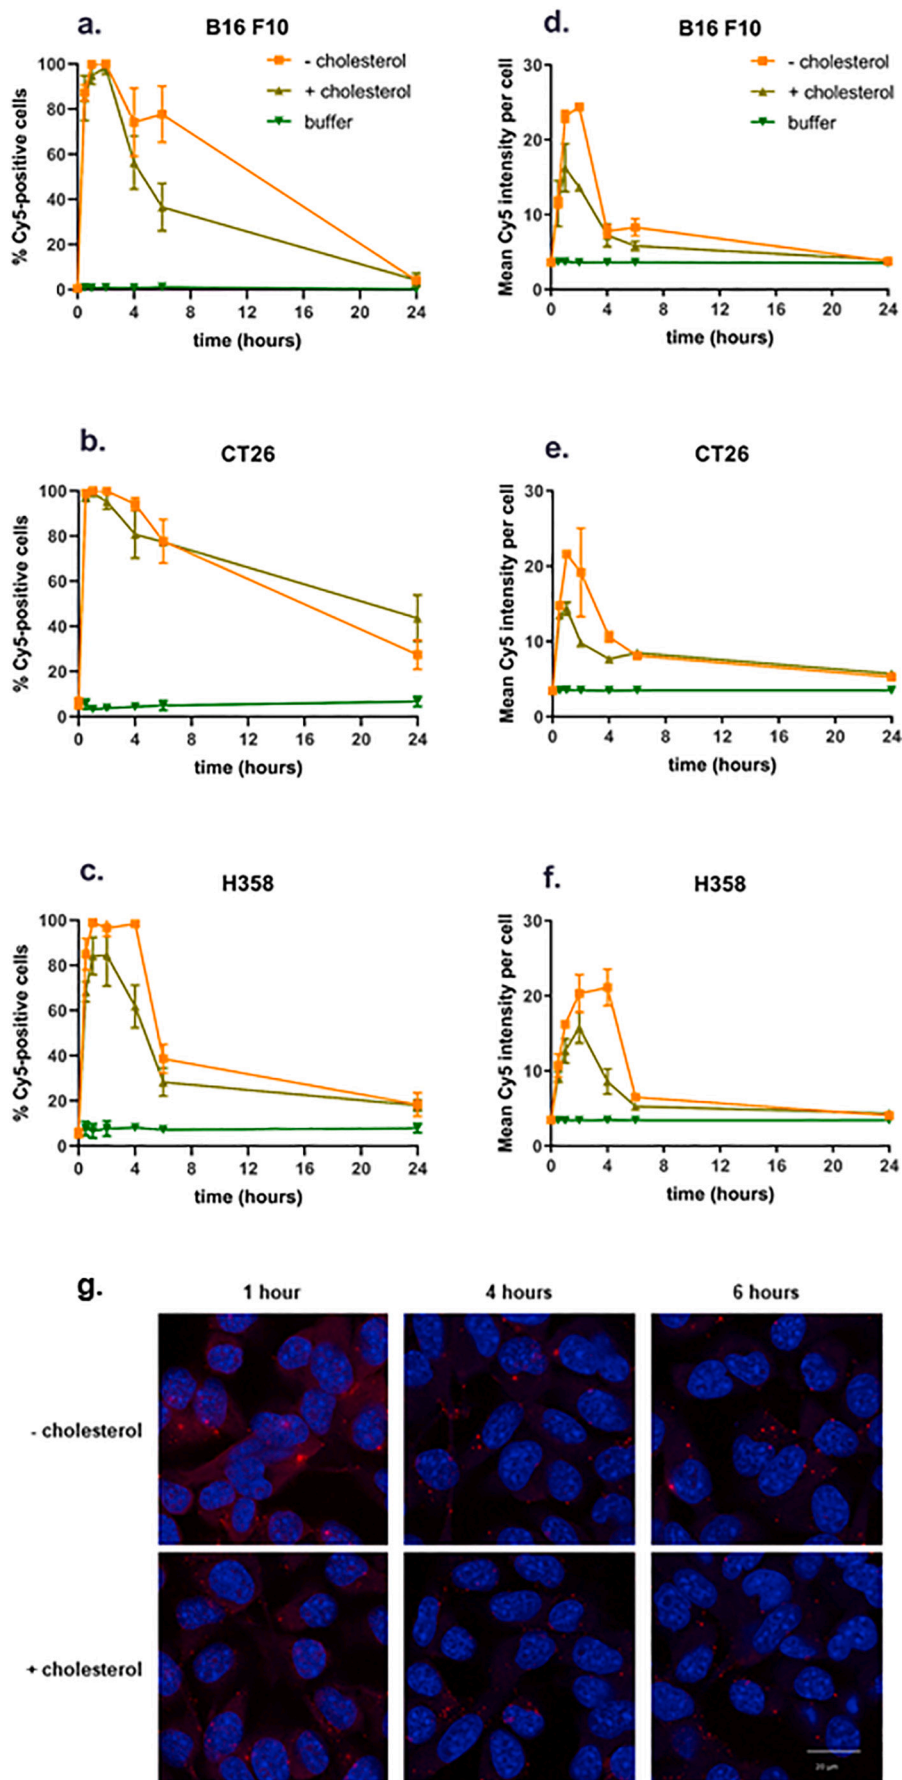 a.
B16 F10
- cholesterol
+ cholesterol
buffer
% Cy5-positive cells
100
80
60
40
20
0
0 4 8 12 16 20 24
time (hours)
d.
B16 F10
- cholesterol
+ cholesterol
buffer
Mean Cy5 intensity per cell
30
20
10
0
0 4 8 12 16 20 24
time (hours)
b.
CT26
% Cy5-positive cells
100
80
60
40
20
0
0 4 8 12 16 20 24
time (hours)
e.
CT26
Mean Cy5 intensity per cell
30
20
10
0
0 4 8 12 16 20 24
time (hours)
c.
H358
% Cy5-positive cells
100
80
60
40
20
0
0 4 8 12 16 20 24
time (hours)
f.
H358
Mean Cy5 intensity per cell
30
20
10
0
0 4 8 12 16 20 24
time (hours)
g.
1 hour 4 hours 6 hours
- cholesterol
+ cholesterol
20 µm